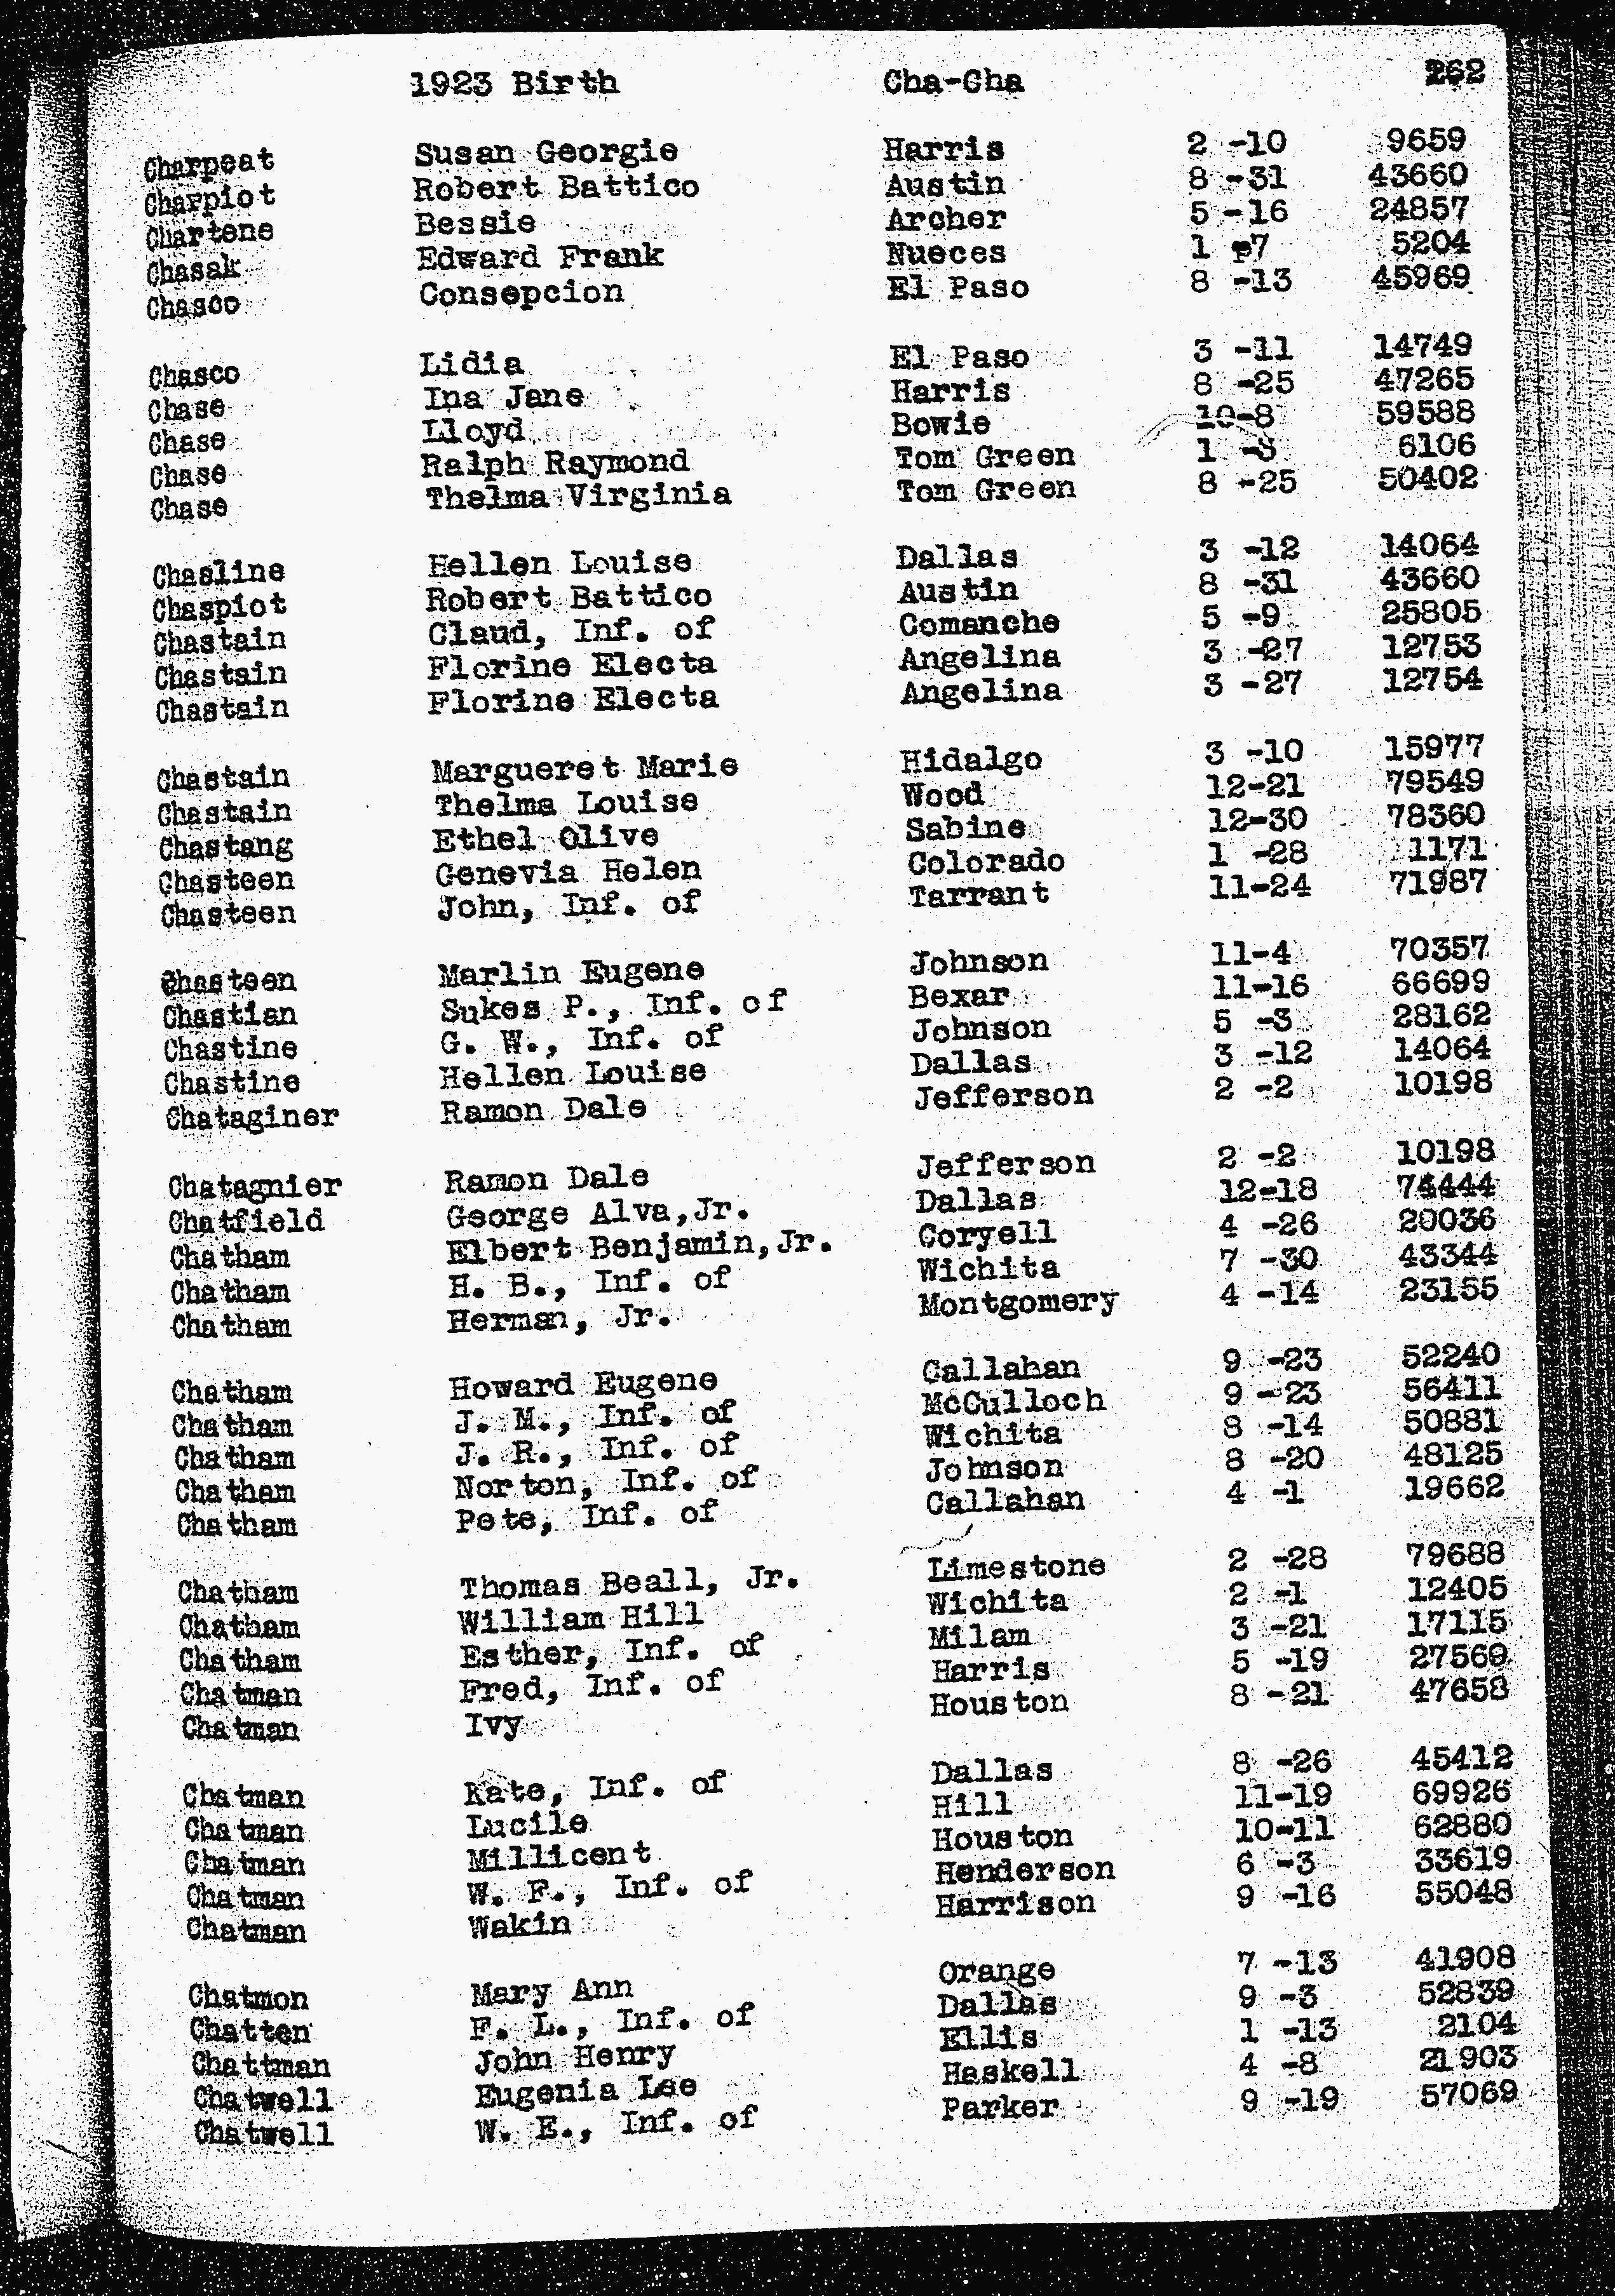 1923 Birth Cha-Cha 262
Charpeat Susan Georgie Harris 2 -10 9659
Charpiot Robert Battico Austin 8 -31 43660
Chartene Bessie Archer 5 -16 24857
Chasak Edward Frank Nueces 1 -7 5204
Chasco Consepcion El Paso 8 -13 45969
Chasco Lidia El Paso 3 -11 14749
Chase Ina Jane Harris 8 -25 47265
Chase Lloyd Bowie 10-8 59588
Chase Ralph Raymond Tom Green 1 -8 6106
Chase Thelma Virginia Tom Green 8 -25 50402
Chasline Hellen Louise Dallas 3 -12 14064
Chaspiot Robert Battico Austin 8 -31 43660
Chastain Claud, Inf. of Comanche 5 -9 25805
Chastain Florine Electa Angelina 3 -27 12753
Chastain Florine Electa Angelina 3 -27 12754
Chastain Margueret Marie Hidalgo 3 -10 15977
Chastain Thelma Louise Wood 12-21 79549
Chastang Ethel Olive Sabine 12-30 78360
Chasteen Genevia Helen Colorado 1 -28 1171
Chasteen John, Inf. of Tarrant 11-24 71987
Chasteen Marlin Eugene Johnson 11-4 70357
Chastian Sukes P., Inf. of Bexar 11-16 66699
Chastine G. W., Inf. of Johnson 5 -3 28162
Chastine Hellen Louise Dallas 3 -12 14064
Chataginer Ramon Dale Jefferson 2 -2 10198
Chatagnier Ramon Dale Jefferson 2 -2 10198
Chatfield George Alva,Jr. Dallas 12-18 74444
Chatham Elbert Benjamin,Jr. Coryell 4 -26 20036
Chatham H. B., Inf. of Wichita 7 -30 43344
Chatham Herman, Jr. Montgomery 4 -14 23155
Chatham Howard Eugene Callahan 9 -23 52240
Chatham J. M., Inf. of McCulloch 9 -23 56411
Chatham J. R., Inf. of Wichita 8 -14 50881
Chatham Norton, Inf. of Johnson 8 -20 48125
Chatham Pete, Inf. of Callahan 4 -1 19662
Chatham Thomas Beall, Jr. Limestone 2 -28 79688
Chatham William Hill Wichita 2 -1 12405
Chatham Esther, Inf. of Milam 3 -21 17115
Chatman Fred, Inf. of Harris 5 -19 27569
Chatman Ivy Houston 8 -21 47658
Chatman Kate, Inf. of Dallas 8 -26 45412
Chatman Lucile Hill 11-19 69926
Chatman Millicent Houston 10-11 62880
Chatman W. F., Inf. of Henderson 6 -3 33619
Chatman Wakin Harrison 9 -16 55048
Chatmon Mary Ann Orange 7 -13 41908
Chatten F. L., Inf. of Dallas 9 -3 52839
Chattman John Henry Ellis 1 -13 2104
Chatwell Eugenia Lee Haskell 4 -8 21903
Chatwell W. E., Inf. of Parker 9 -19 57069